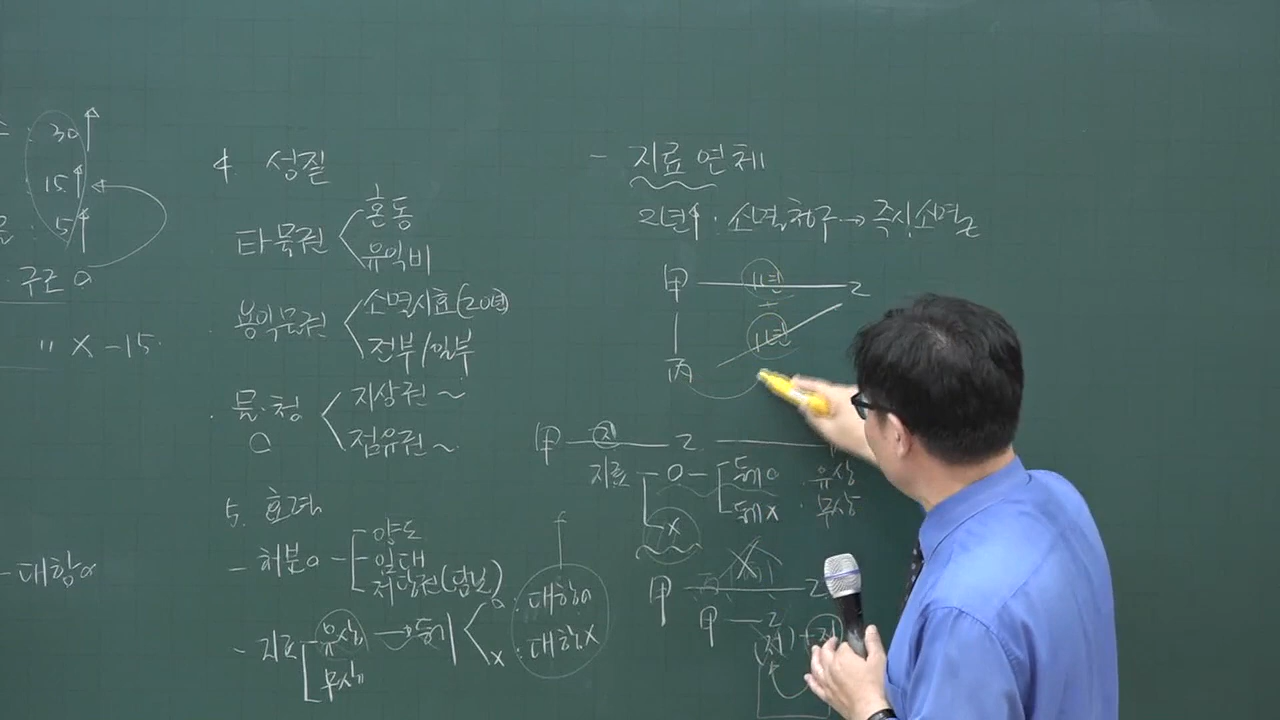 30
15
5
구조 O
" X - 15
- 대항O
4. 성질
타물권 < 혼동
유익비
용익물권 < 소멸시효(20년)
전부/일부
물·청 < 지상권 ~
O 점유권 ~
5. 효력
- 처분O 양도
임대
저당권(담보)
- 지료 유상 → 등기 < O : 대항O
무상 X : 대항X
- 지료연체
2년↑ : 소멸청구 → 즉시소멸
甲 1년 乙
+
1년
丙
甲 지 乙
지료 - O - 등기O 유상
등기X · 무상
X
甲 乙
甲 - 乙